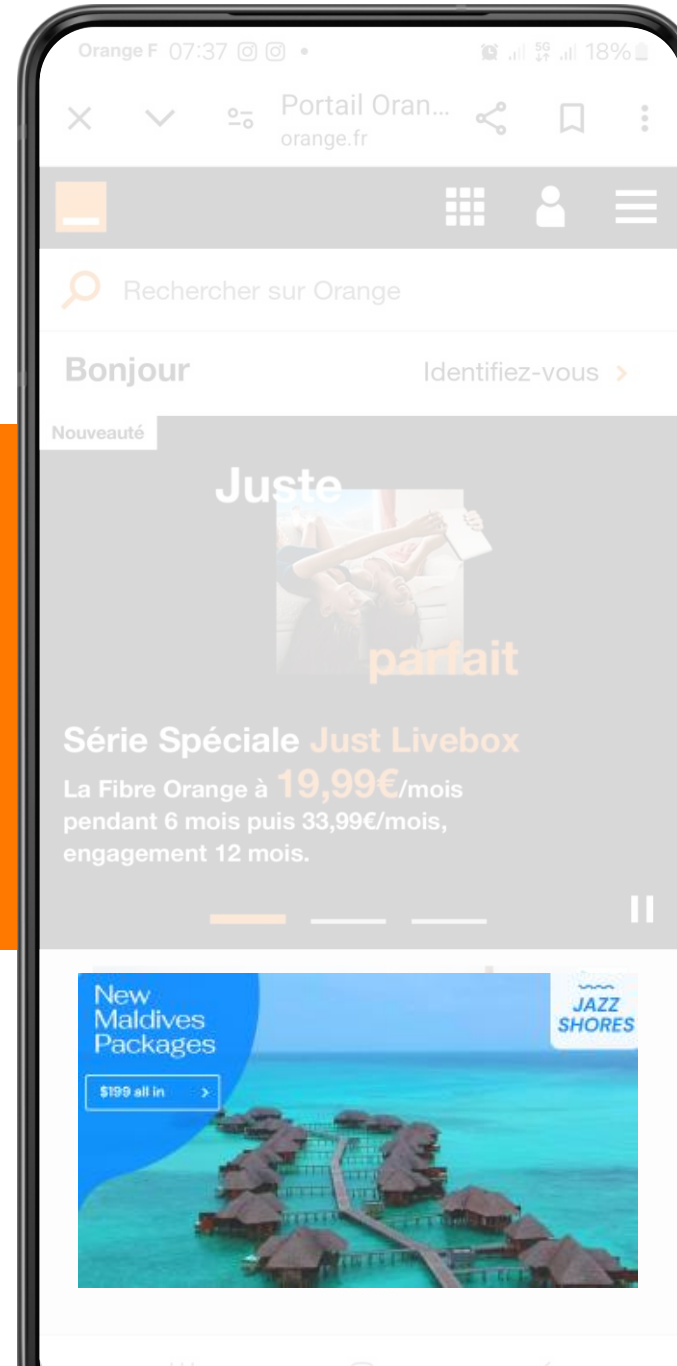 Orange F 07:37
5G 18%
Portail Oran...
orange.fr
Rechercher sur Orange
Bonjour
Identifiez-vous
Nouveauté
Juste
parfait
Série Spéciale Just Livebox
La Fibre Orange à 19,99€/mois
pendant 6 mois puis 33,99€/mois,
engagement 12 mois.
New
Maldives
Packages
$199 all in >
JAZZ
SHORES